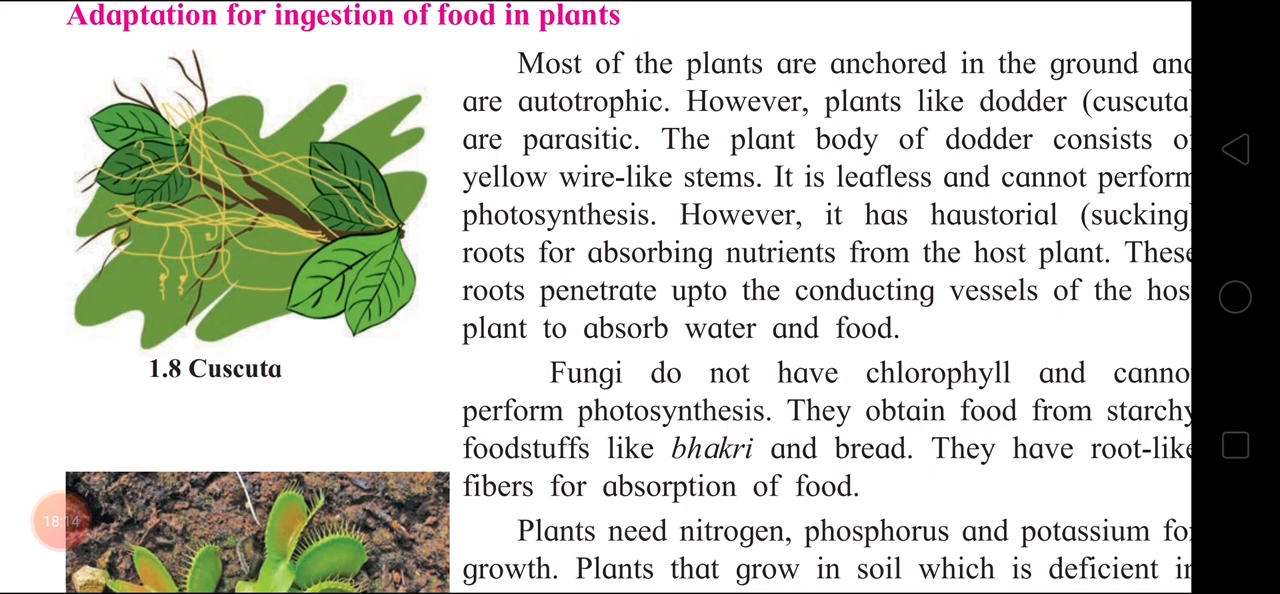 Adaptation for ingestion of food in plants
Most of the plants are anchored in the ground and
are autotrophic. However, plants like dodder (cuscuta)
are parasitic. The plant body of dodder consists of
yellow wire-like stems. It is leafless and cannot perform
photosynthesis. However, it has haustorial (sucking)
roots for absorbing nutrients from the host plant. These
roots penetrate upto the conducting vessels of the host
plant to absorb water and food.
1.8 Cuscuta
Fungi do not have chlorophyll and cannot
perform photosynthesis. They obtain food from starchy
foodstuffs like bhakri and bread. They have root-like
fibers for absorption of food.
18:14
Plants need nitrogen, phosphorus and potassium for
growth. Plants that grow in soil which is deficient in